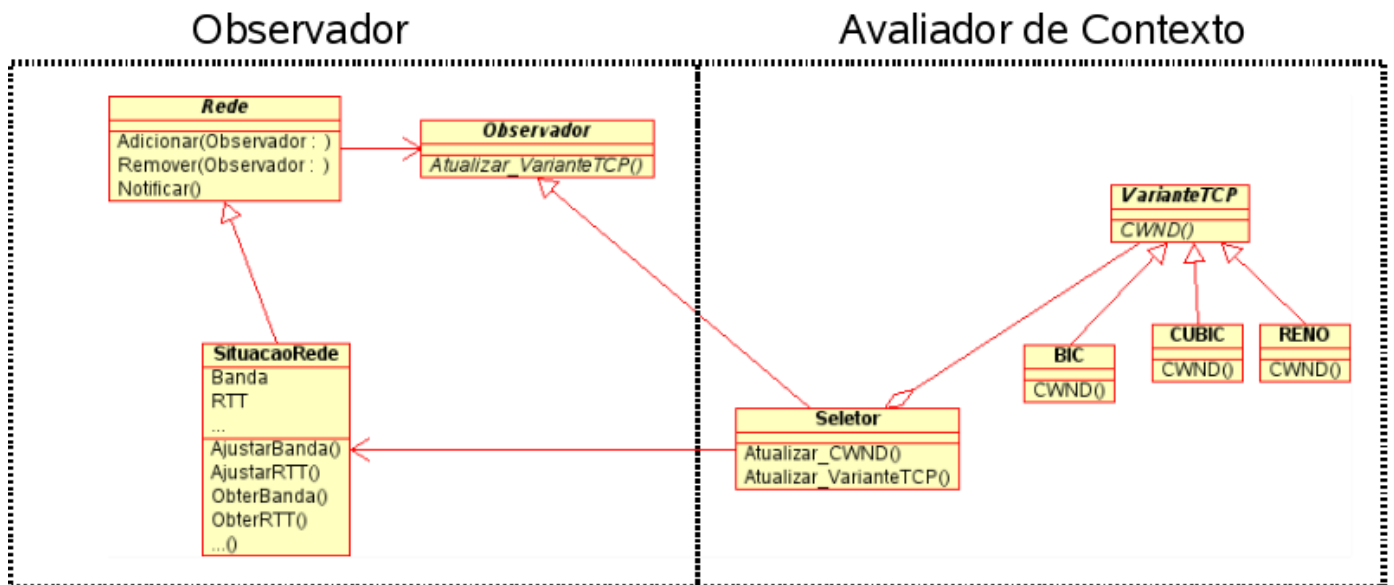 Observador
Avaliador de Contexto
Rede
Adicionar(Observador : )
Remover(Observador : )
Notificar()
Observador
Atualizar_VarianteTCP()
SituacaoRede
Banda
RTT
...
AjustarBanda()
AjustarRTT()
ObterBanda()
ObterRTT()
...()
VarianteTCP
CWND()
BIC
CWND()
CUBIC
CWND()
RENO
CWND()
Seletor
Atualizar_CWND()
Atualizar_VarianteTCP()